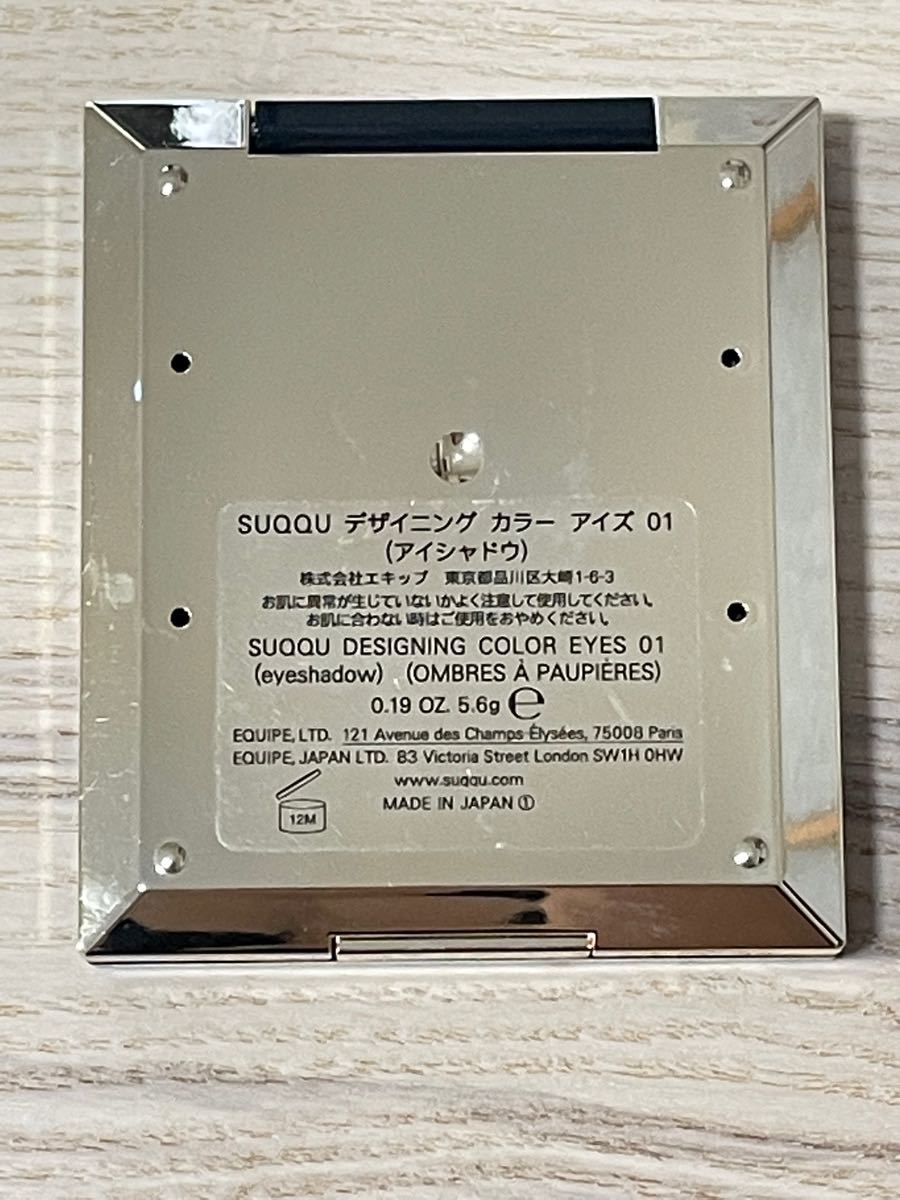 SUQQU デザイニング カラー アイズ 01
(アイシャドウ)
株式会社エキップ 東京都品川区大崎1-6-3
お肌に異常が生じていないかよく注意して使用してください。
お肌に合わない時はご使用をおやめください。
SUQQU DESIGNING COLOR EYES 01
(eyeshadow) (OMBRES À PAUPIÈRES)
0.19 OZ. 5.6g ℮
EQUIPE, LTD. 121 Avenue des Champs Élysées, 75008 Paris
EQUIPE, JAPAN LTD. 83 Victoria Street London SW1H 0HW
www.suqqu.com
12M
MADE IN JAPAN ①